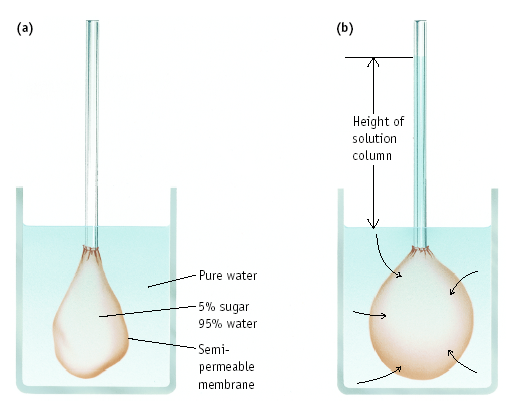 (a)
(b)
Height of
solution
column
Pure water
5% sugar
95% water
Semi-
permeable
membrane